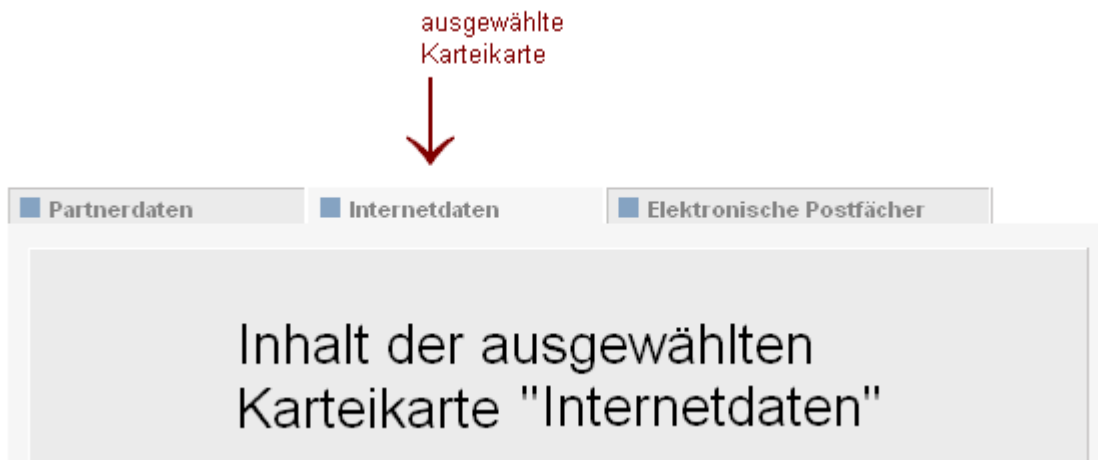 ausgewählte
Karteikarte
Partnerdaten Internetdaten Elektronische Postfächer
Inhalt der ausgewählten
Karteikarte "Internetdaten"